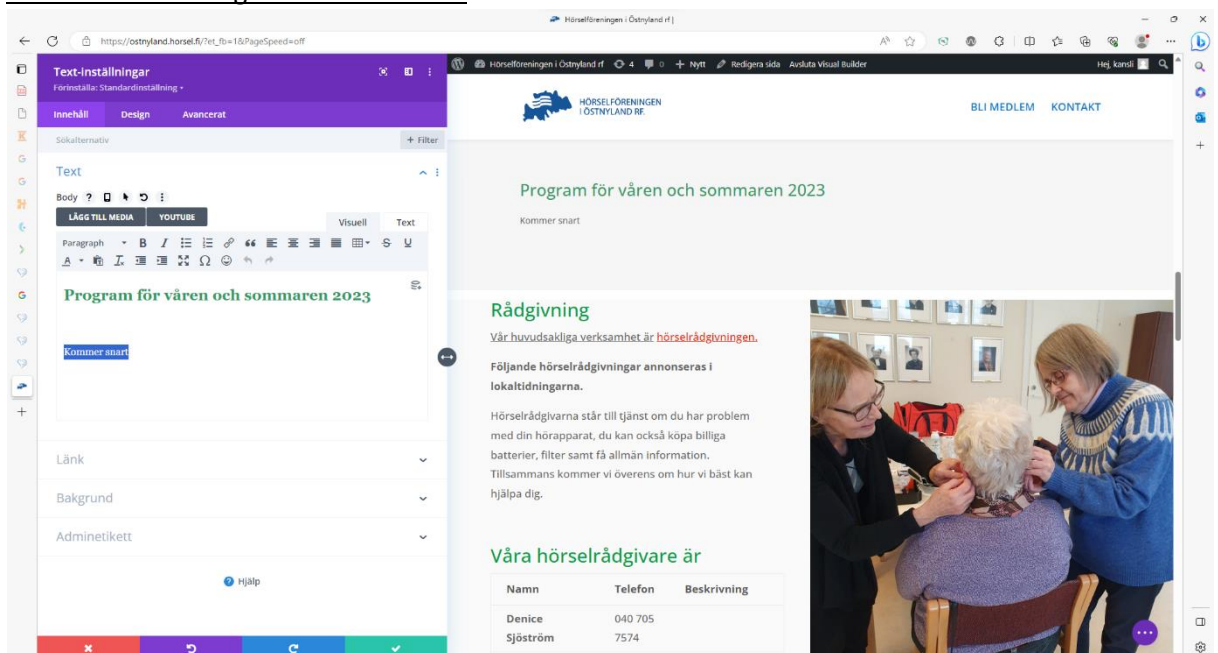 Hörselföreningen i Östnyland rf |
https://ostnyland.horsel.fi/?et_fb=1&PageSpeed=off
Text-inställningar
Förinställa: Standardinställning
Innehåll Design Avancerat
Sökalternativ + Filter
Text
Body
LÄGG TILL MEDIA YOUTUBE Visuell Text
Paragraph
Program för våren och sommaren 2023
Kommer snart
Länk
Bakgrund
Adminetikett
Hjälp
Hörselföreningen i Östnyland rf 4 0 + Nytt Redigera sida Avsluta Visual Builder Hej, kansli
HÖRSELFÖRENINGEN
I ÖSTNYLAND RF.
BLI MEDLEM KONTAKT
Program för våren och sommaren 2023
Kommer snart
Rådgivning
Vår huvudsakliga verksamhet är hörselrådgivningen.
Följande hörselrådgivningar annonseras i
lokaltidningarna.
Hörselrådgivarna står till tjänst om du har problem
med din hörapparat, du kan också köpa billiga
batterier, filter samt få allmän information.
Tillsammans kommer vi överens om hur vi bäst kan
hjälpa dig.
Våra hörselrådgivare är
Namn Telefon Beskrivning
Denice 040 705
Sjöström 7574